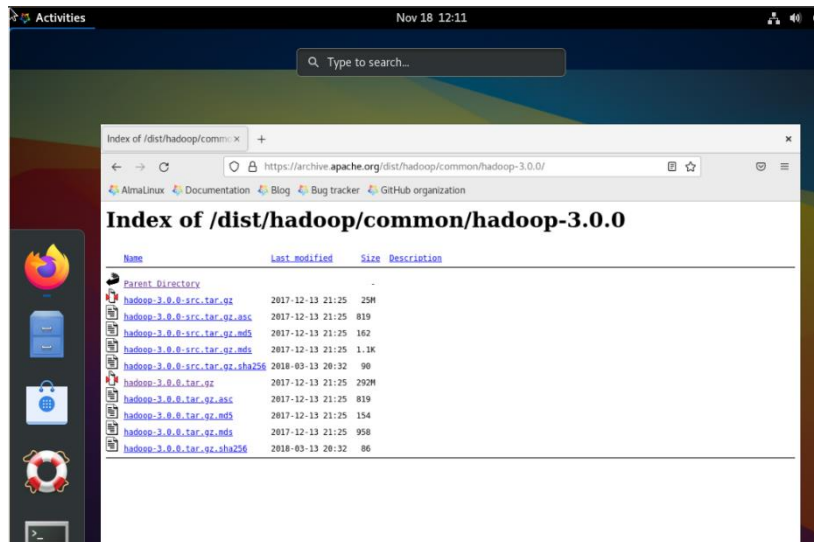 Activities Nov 18 12:11
Type to search...
Index of /dist/hadoop/commo
https://archive.apache.org/dist/hadoop/common/hadoop-3.0.0/
AlmaLinux Documentation Blog Bug tracker GitHub organization
Index of /dist/hadoop/common/hadoop-3.0.0
Name Last modified Size Description
Parent Directory -
hadoop-3.0.0-src.tar.gz 2017-12-13 21:25 25M
hadoop-3.0.0-src.tar.gz.asc 2017-12-13 21:25 819
hadoop-3.0.0-src.tar.gz.md5 2017-12-13 21:25 162
hadoop-3.0.0-src.tar.gz.mds 2017-12-13 21:25 1.1K
hadoop-3.0.0-src.tar.gz.sha256 2018-03-13 20:32 90
hadoop-3.0.0.tar.gz 2017-12-13 21:25 292M
hadoop-3.0.0.tar.gz.asc 2017-12-13 21:25 819
hadoop-3.0.0.tar.gz.md5 2017-12-13 21:25 154
hadoop-3.0.0.tar.gz.mds 2017-12-13 21:25 958
hadoop-3.0.0.tar.gz.sha256 2018-03-13 20:32 86